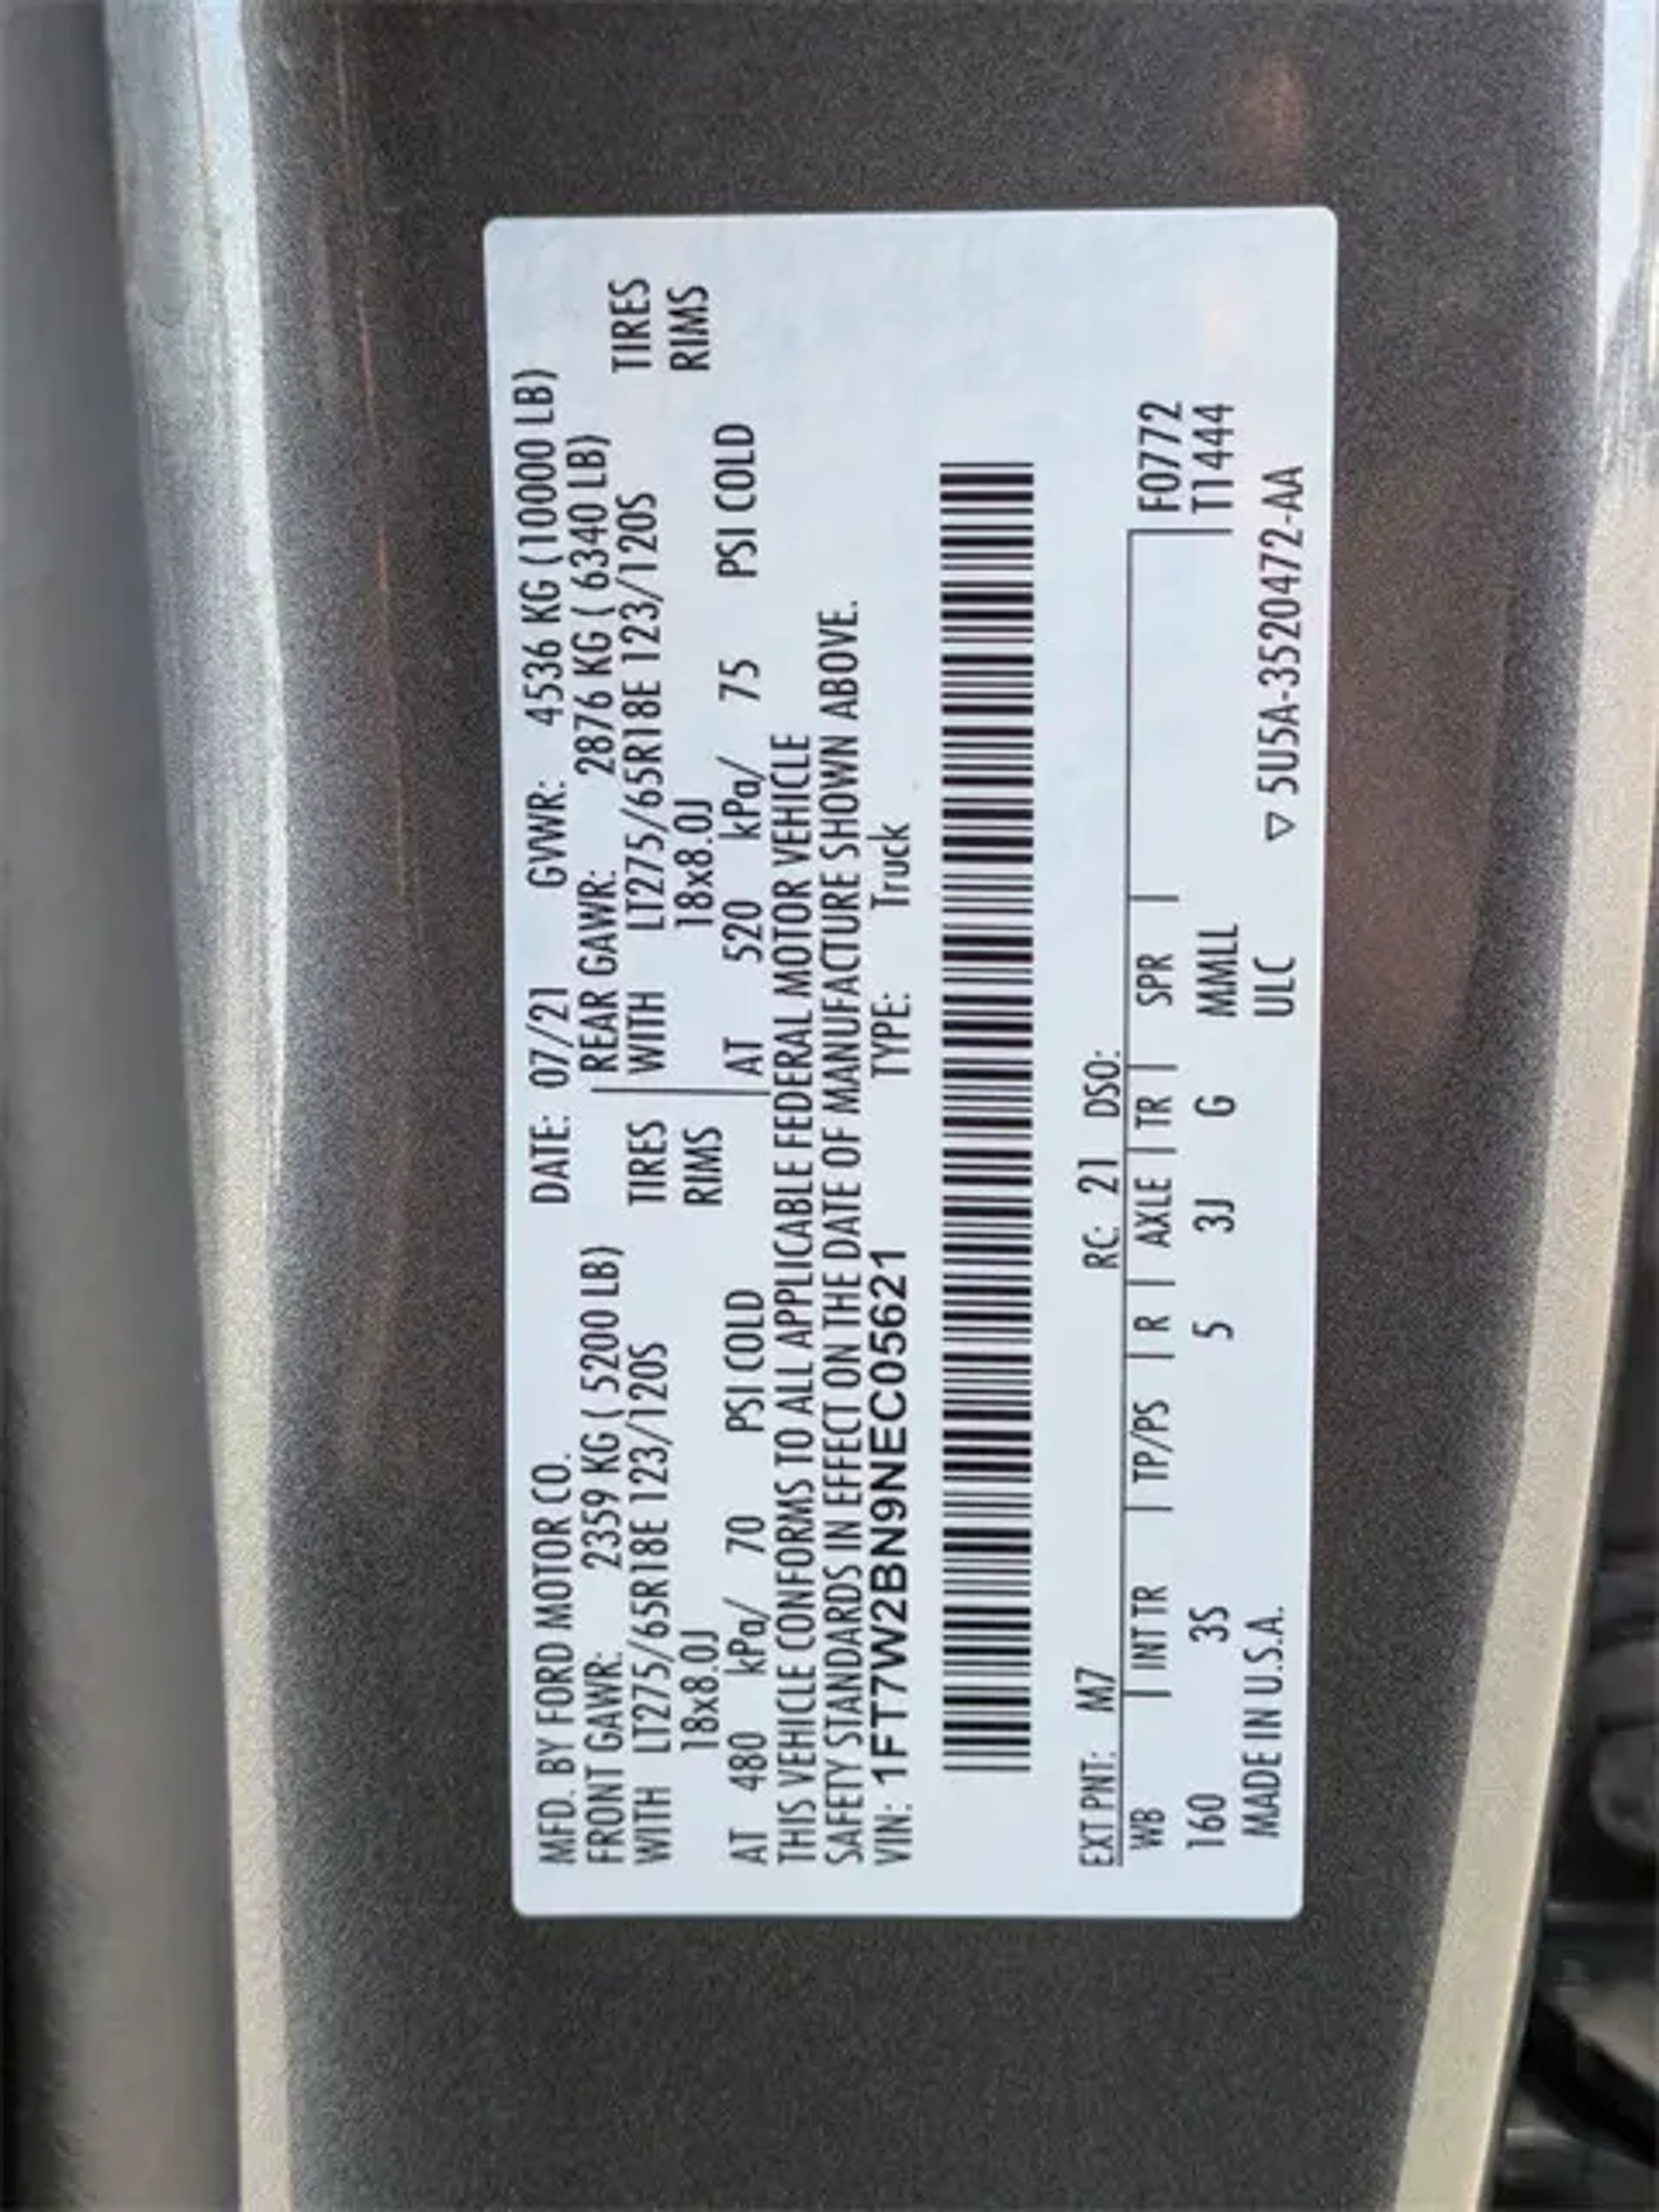 MFD. BY FORD MOTOR CO. DATE: 07/21 GVWR: 4536 KG (10000 LB)
FRONT GAWR: 2359 KG ( 5200 LB) REAR GAWR: 2876 KG ( 6340 LB)
WITH LT275/65R18E 123/120S TIRES WITH LT275/65R18E 123/120S TIRES
18x8.0J RIMS 18x8.0J RIMS
AT 480 kPa/ 70 PSI COLD AT 520 kPa/ 75 PSI COLD
THIS VEHICLE CONFORMS TO ALL APPLICABLE FEDERAL MOTOR VEHICLE
SAFETY STANDARDS IN EFFECT ON THE DATE OF MANUFACTURE SHOWN ABOVE.
VIN: 1FT7W2BN9NEC05621 TYPE: Truck
EXT PNT: M7 RC: 21 DSO:
WB | INT TR | TP/PS | R | AXLE | TR | SPR | F0772
160 3S 5 3J G MMLL T1444
MADE IN U.S.A. ULC ▽ 5U5A-3520472-AA